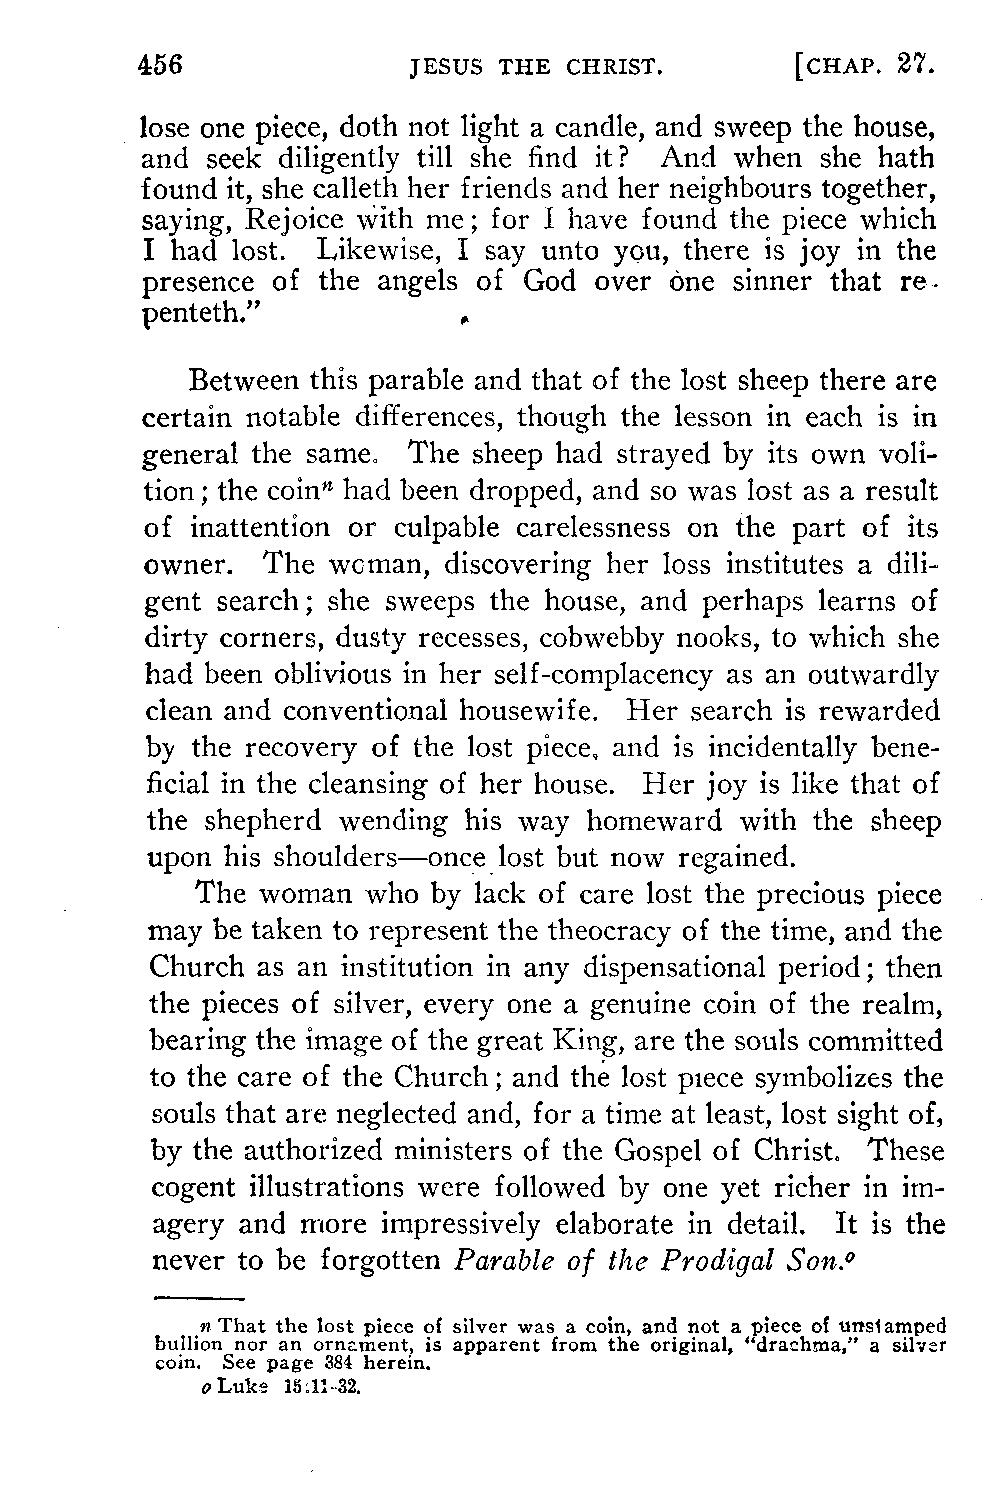 456 JESUS THE CHRIST. [CHAP. 27.
lose one piece, doth not light a candle, and sweep the house,
and seek diligently till she find it? And when she hath
found it, she calleth her friends and her neighbours together,
saying, Rejoice with me; for I have found the piece which
I had lost. Likewise, I say unto you, there is joy in the
presence of the angels of God over one sinner that re-
penteth."
Between this parable and that of the lost sheep there are
certain notable differences, though the lesson in each is in
general the same. The sheep had strayed by its own voli-
tion; the coinⁿ had been dropped, and so was lost as a result
of inattention or culpable carelessness on the part of its
owner. The woman, discovering her loss institutes a dili-
gent search; she sweeps the house, and perhaps learns of
dirty corners, dusty recesses, cobwebby nooks, to which she
had been oblivious in her self-complacency as an outwardly
clean and conventional housewife. Her search is rewarded
by the recovery of the lost piece, and is incidentally bene-
ficial in the cleansing of her house. Her joy is like that of
the shepherd wending his way homeward with the sheep
upon his shoulders—once lost but now regained.
The woman who by lack of care lost the precious piece
may be taken to represent the theocracy of the time, and the
Church as an institution in any dispensational period; then
the pieces of silver, every one a genuine coin of the realm,
bearing the image of the great King, are the souls committed
to the care of the Church; and the lost piece symbolizes the
souls that are neglected and, for a time at least, lost sight of,
by the authorized ministers of the Gospel of Christ. These
cogent illustrations were followed by one yet richer in im-
agery and more impressively elaborate in detail. It is the
never to be forgotten Parable of the Prodigal Son.ᵒ
n That the lost piece of silver was a coin, and not a piece of unstamped
bullion nor an ornament, is apparent from the original, "drachma," a silver
coin. See page 384 herein.
o Luke 15:11-32.